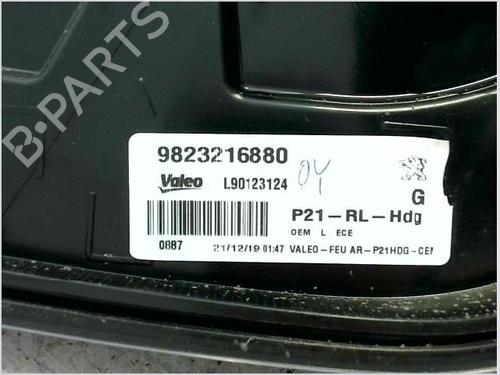 B-PARTS
9823216880
Valeo L90123124 04
G
P21-RL-Hdg
OEM L ECE
0887 21/12/19 01:47 VALEO-FEU AR-P21HDG-CEM